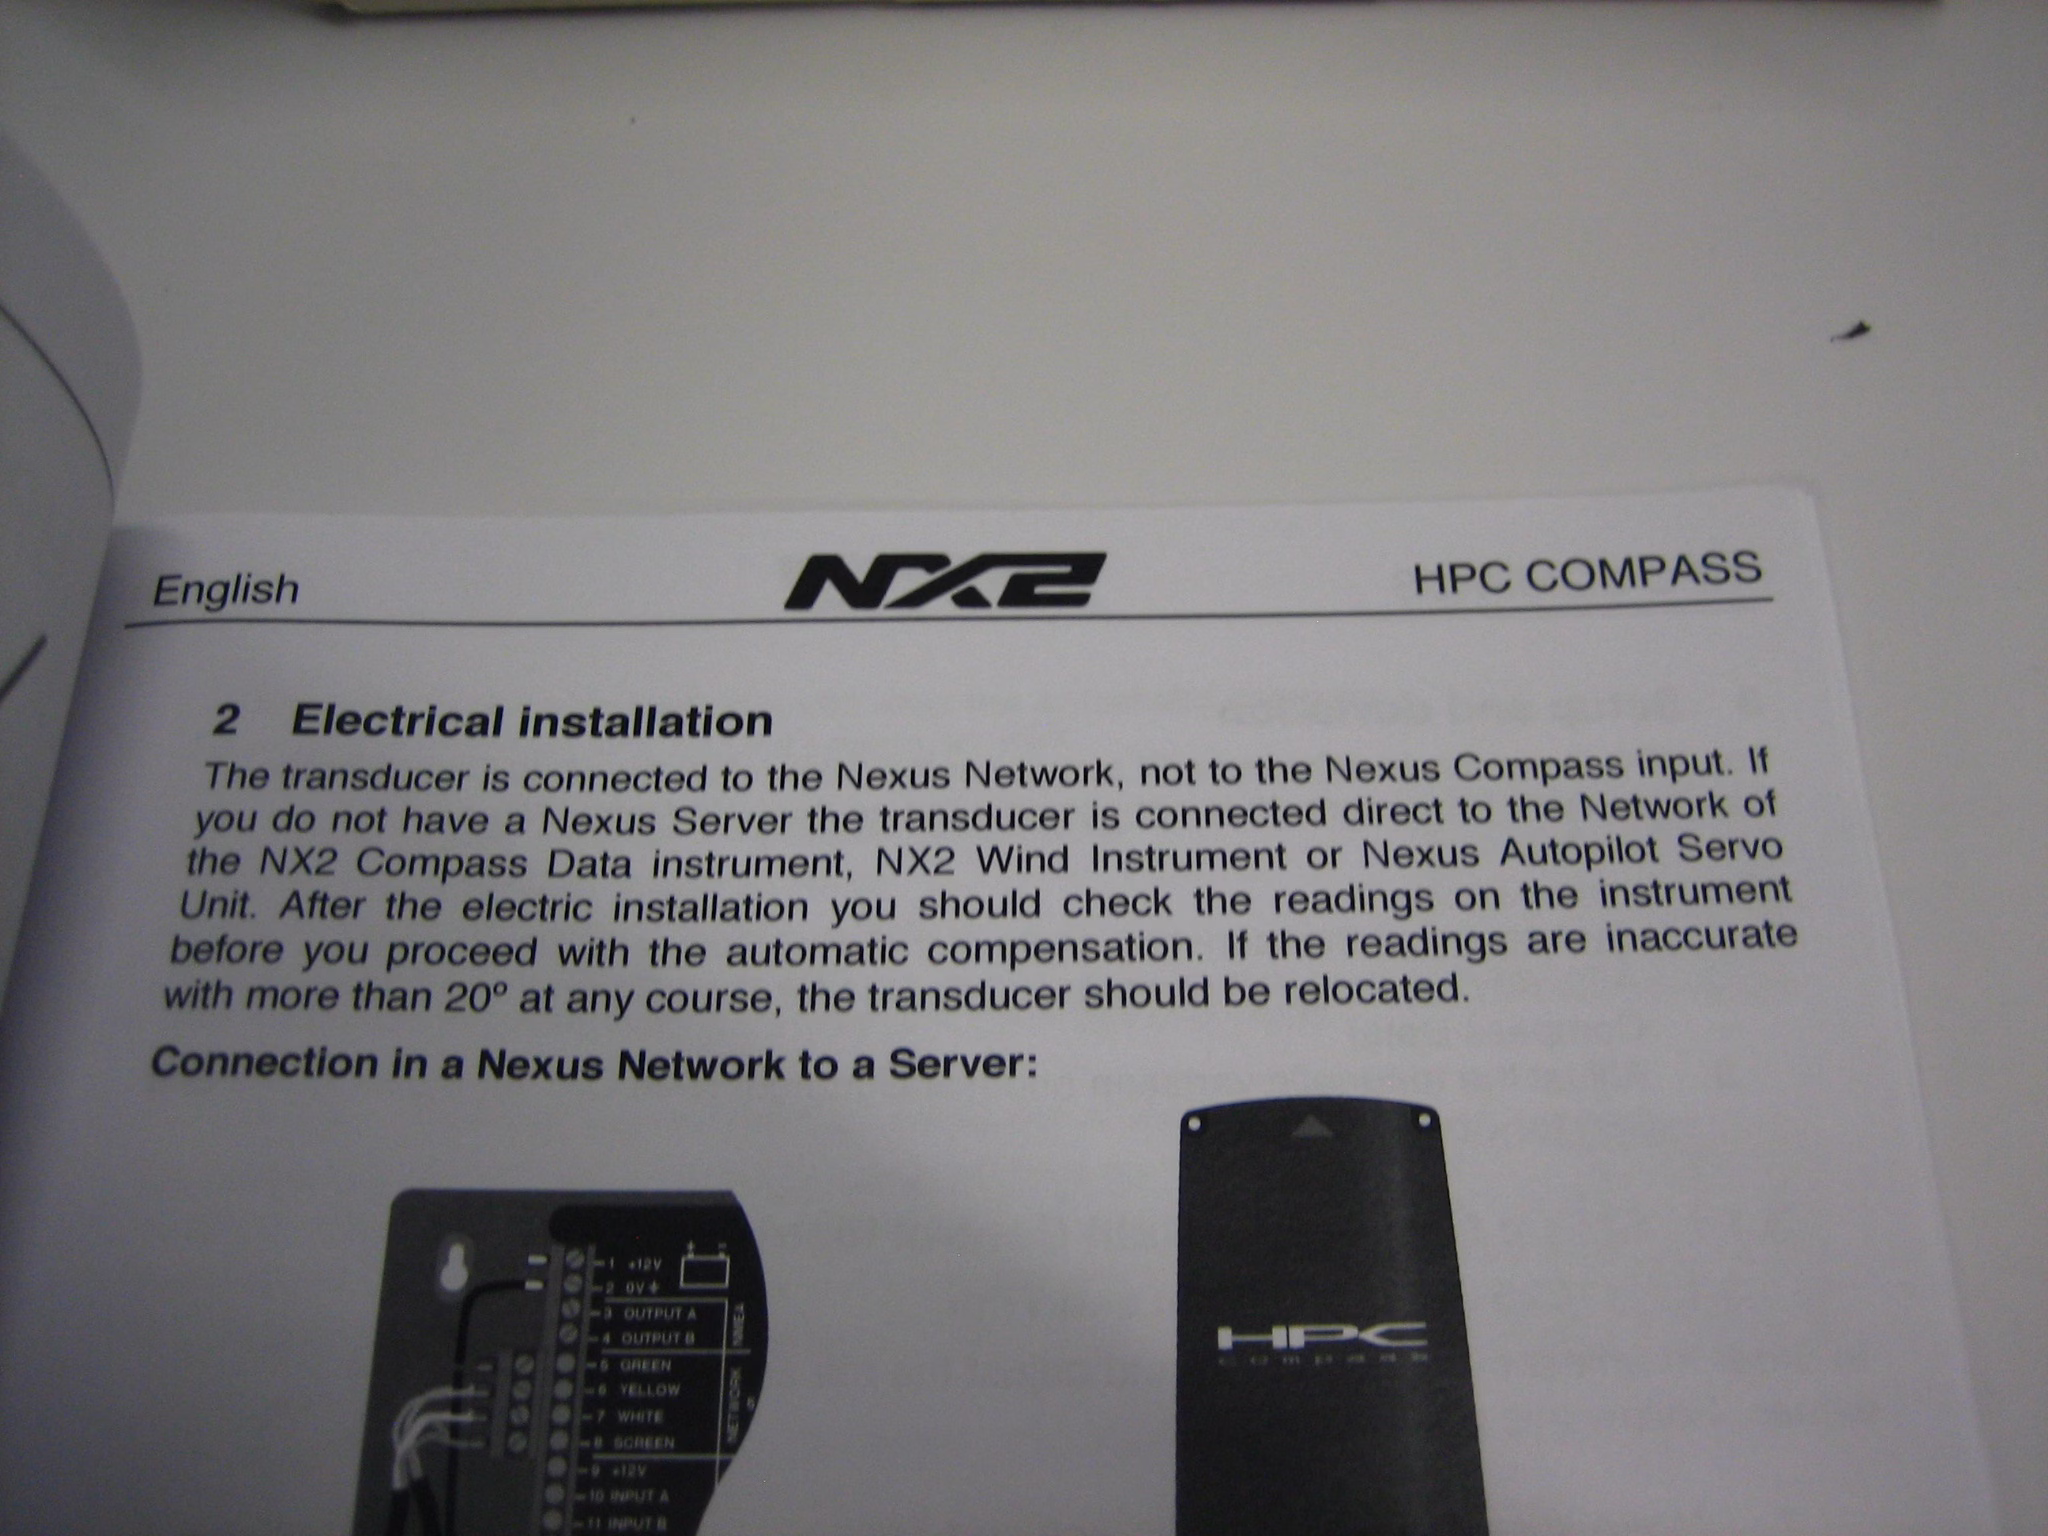 English NX2 HPC COMPASS
2 Electrical installation
The transducer is connected to the Nexus Network, not to the Nexus Compass input. If
you do not have a Nexus Server the transducer is connected direct to the Network of
the NX2 Compass Data instrument, NX2 Wind Instrument or Nexus Autopilot Servo
Unit. After the electric installation you should check the readings on the instrument
before you proceed with the automatic compensation. If the readings are inaccurate
with more than 20º at any course, the transducer should be relocated.
Connection in a Nexus Network to a Server:
1 +12V
2 0V
3 OUTPUT A
4 OUTPUT B
NMEA
5 GREEN
6 YELLOW
7 WHITE
8 SCREEN
NETWORK
9 +12V
10 INPUT A
11 INPUT B
HPC
compass